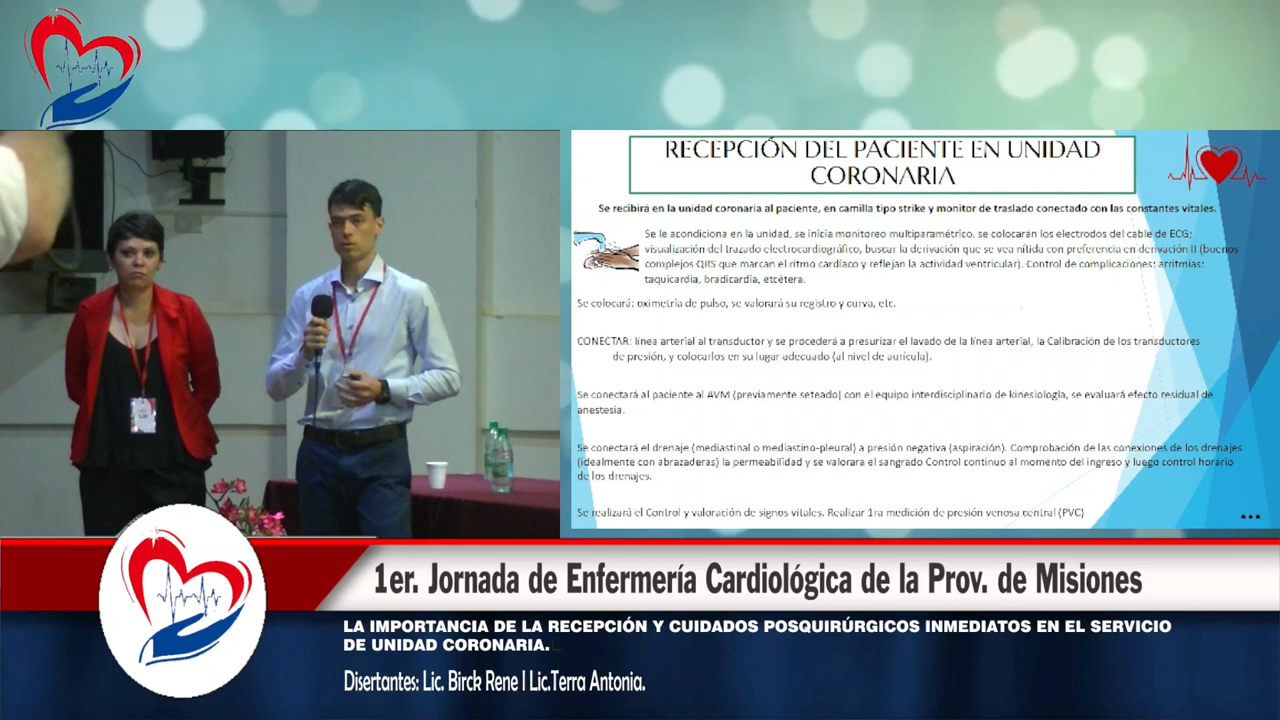 RECEPCIÓN DEL PACIENTE EN UNIDAD
CORONARIA
Se recibirá en la unidad coronaria al paciente, en camilla tipo strike y monitor de traslado conectado con las constantes vitales.
Se le acondiciona en la unidad, se inicia monitoreo multiparamétrico, se colocarán los electrodos del cable de ECG;
visualización del trazado electrocardiográfico, buscar la derivación que se vea nítida con preferencia en derivación II (buenos
complejos QRS que marcan el ritmo cardíaco y reflejan la actividad ventricular). Control de complicaciones: arritmias:
taquicardia, bradicardia, etcétera.
Se colocará: oximetría de pulso, se valorará su registro y curva, etc.
CONECTAR: línea arterial al transductor y se procederá a presurizar el lavado de la línea arterial, la Calibración de los transductores
de presión, y colocarlos en su lugar adecuado (al nivel de aurícula).
Se conectará al paciente al AVM (previamente seteado) con el equipo interdisciplinario de kinesiología, se evaluará efecto residual de
anestesia.
Se conectará el drenaje (mediastinal o mediastino-pleural) a presión negativa (aspiración). Comprobación de las conexiones de los drenajes
(idealmente con abrazaderas) la permeabilidad y se valorara el sangrado Control continuo al momento del ingreso y luego control horario
de los drenajes.
Se realizará el Control y valoración de signos vitales. Realizar 1ra medición de presión venosa central (PVC)
1er. Jornada de Enfermería Cardiológica de la Prov. de Misiones
LA IMPORTANCIA DE LA RECEPCIÓN Y CUIDADOS POSQUIRÚRGICOS INMEDIATOS EN EL SERVICIO
DE UNIDAD CORONARIA.
Disertantes: Lic. Birck Rene l Lic.Terra Antonia.